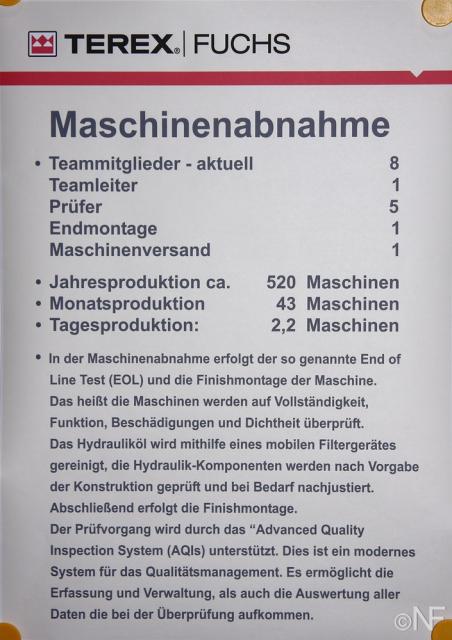 TEREX® | FUCHS
Maschinenabnahme
• Teammitglieder - aktuell 8
Teamleiter 1
Prüfer 5
Endmontage 1
Maschinenversand 1
• Jahresproduktion ca. 520 Maschinen
• Monatsproduktion 43 Maschinen
• Tagesproduktion: 2,2 Maschinen
• In der Maschinenabnahme erfolgt der so genannte End of
Line Test (EOL) und die Finishmontage der Maschine.
Das heißt die Maschinen werden auf Vollständigkeit,
Funktion, Beschädigungen und Dichtheit überprüft.
Das Hydrauliköl wird mithilfe eines mobilen Filtergerätes
gereinigt, die Hydraulik-Komponenten werden nach Vorgabe
der Konstruktion geprüft und bei Bedarf nachjustiert.
Abschließend erfolgt die Finishmontage.
Der Prüfvorgang wird durch das “Advanced Quality
Inspection System (AQIs) unterstützt. Dies ist ein modernes
System für das Qualitätsmanagement. Es ermöglicht die
Erfassung und Verwaltung, als auch die Auswertung aller
Daten die bei der Überprüfung aufkommen.
©NF